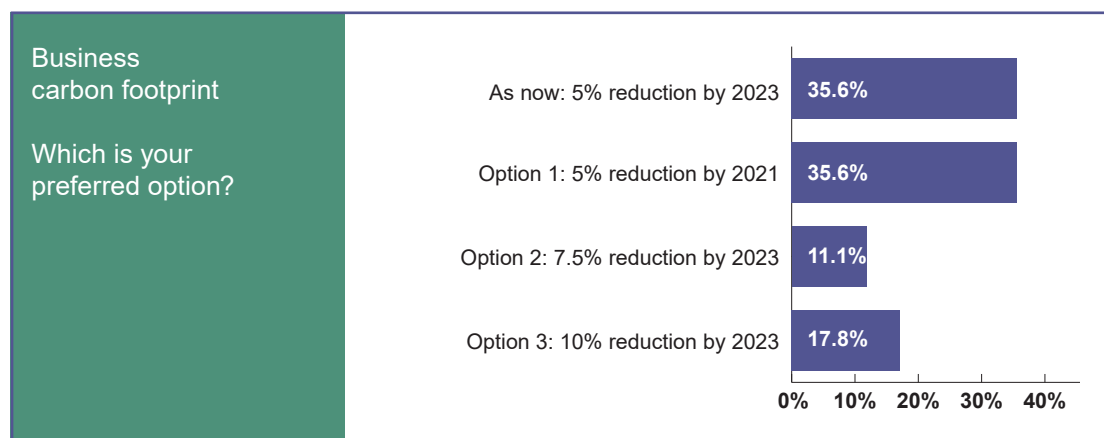 Business
carbon footprint
Which is your
preferred option?
As now: 5% reduction by 2023
35.6%
Option 1: 5% reduction by 2021
35.6%
Option 2: 7.5% reduction by 2023
11.1%
Option 3: 10% reduction by 2023
17.8%
0% 10% 20% 30% 40%